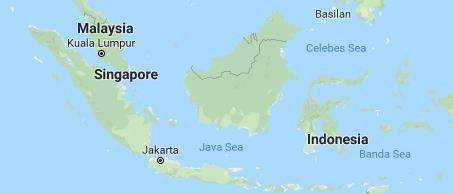 Basilan
Malaysia
Kuala Lumpur
Celebes Sea
Singapore
Indonesia
Java Sea
Jakarta
Banda Sea